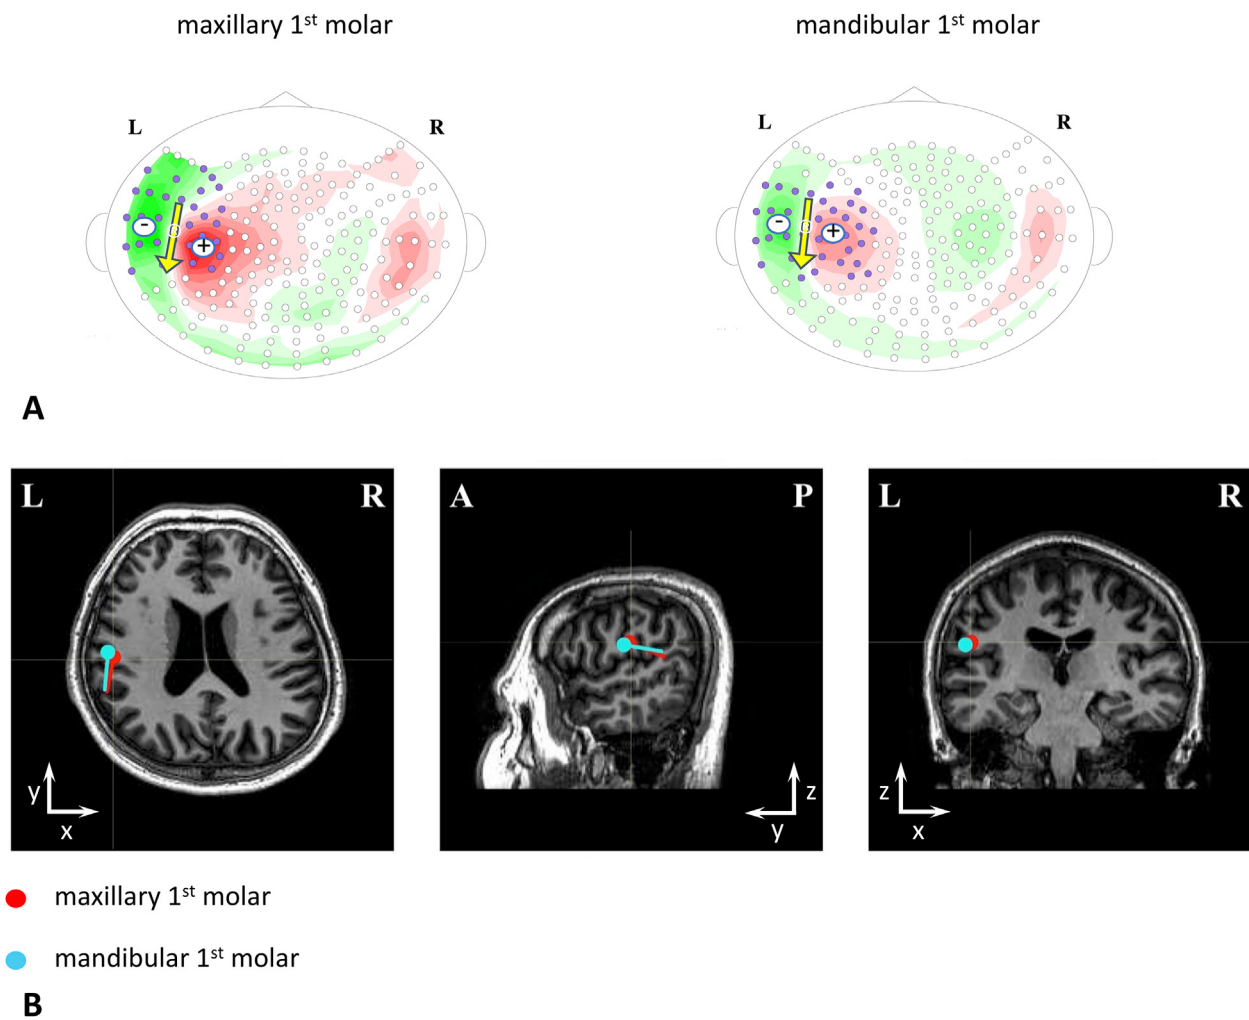 maxillary 1st molar
mandibular 1st molar
L
R
L
R
-
+
-
+
A
L
R
A
P
L
R
y
x
z
y
z
x
maxillary 1st molar
mandibular 1st molar
B